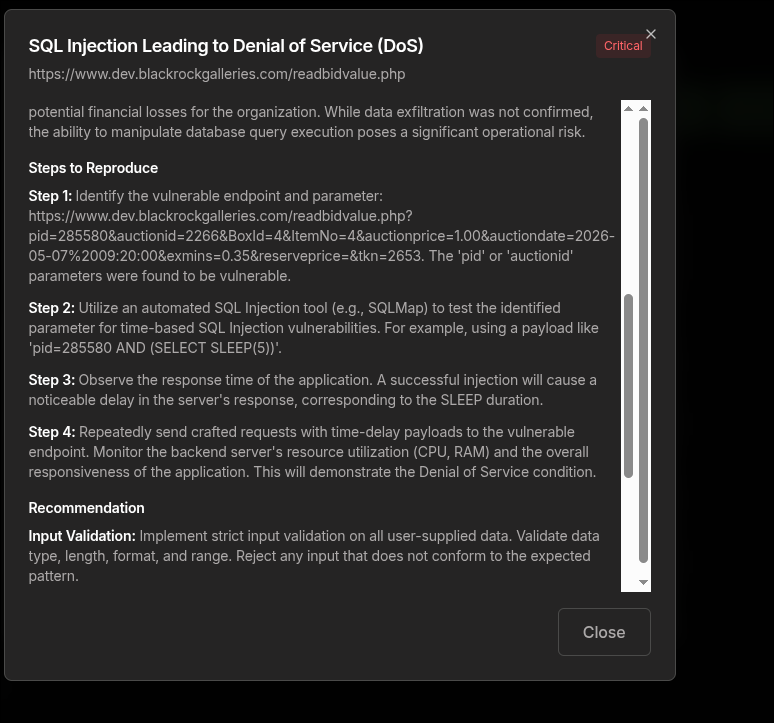 SQL Injection Leading to Denial of Service (DoS)
Critical
https://www.dev.blackrockgalleries.com/readbidvalue.php
potential financial losses for the organization. While data exfiltration was not confirmed,
the ability to manipulate database query execution poses a significant operational risk.
Steps to Reproduce
Step 1: Identify the vulnerable endpoint and parameter:
https://www.dev.blackrockgalleries.com/readbidvalue.php?
pid=285580&auctionid=2266&BoxId=4&ItemNo=4&auctionprice=1.00&auctiondate=2026-
05-07%2009:20:00&exmins=0.35&reserveprice=&tkn=2653. The 'pid' or 'auctionid'
parameters were found to be vulnerable.
Step 2: Utilize an automated SQL Injection tool (e.g., SQLMap) to test the identified
parameter for time-based SQL Injection vulnerabilities. For example, using a payload like
'pid=285580 AND (SELECT SLEEP(5))'.
Step 3: Observe the response time of the application. A successful injection will cause a
noticeable delay in the server's response, corresponding to the SLEEP duration.
Step 4: Repeatedly send crafted requests with time-delay payloads to the vulnerable
endpoint. Monitor the backend server's resource utilization (CPU, RAM) and the overall
responsiveness of the application. This will demonstrate the Denial of Service condition.
Recommendation
Input Validation: Implement strict input validation on all user-supplied data. Validate data
type, length, format, and range. Reject any input that does not conform to the expected
pattern.
Close